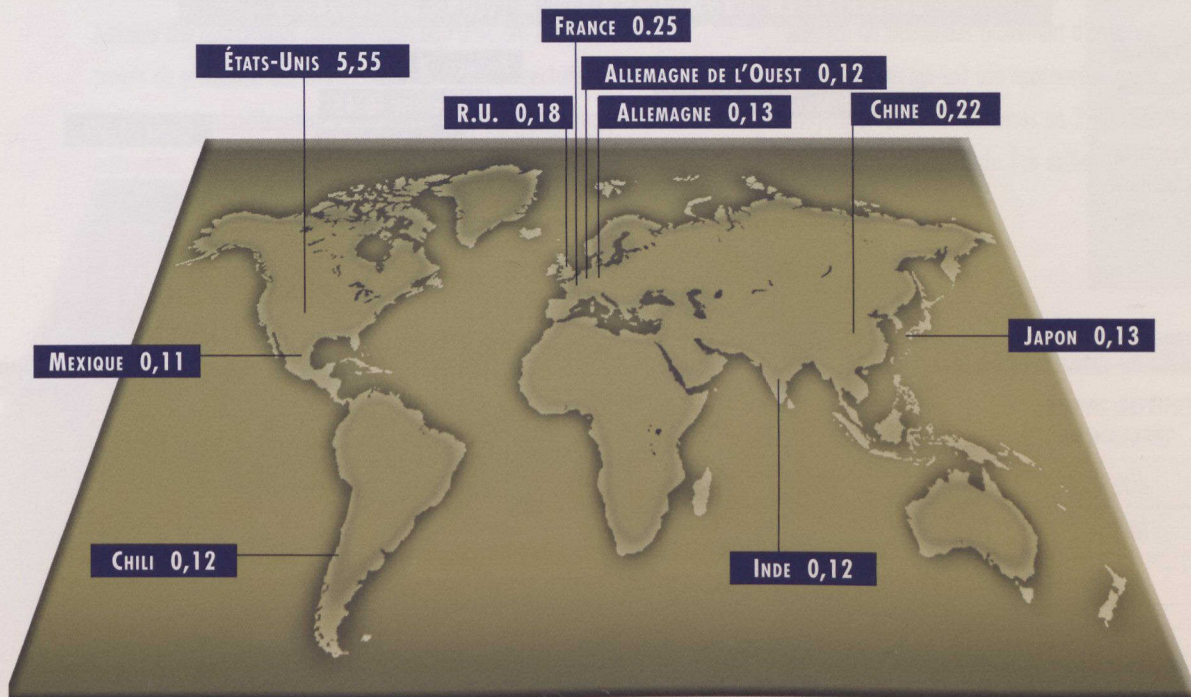 France 0.25
États-Unis 5,55
Allemagne de l'Ouest 0,12
R.U. 0,18
Allemagne 0,13
Chine 0,22
Japon 0,13
Mexique 0,11
Chili 0,12
Inde 0,12